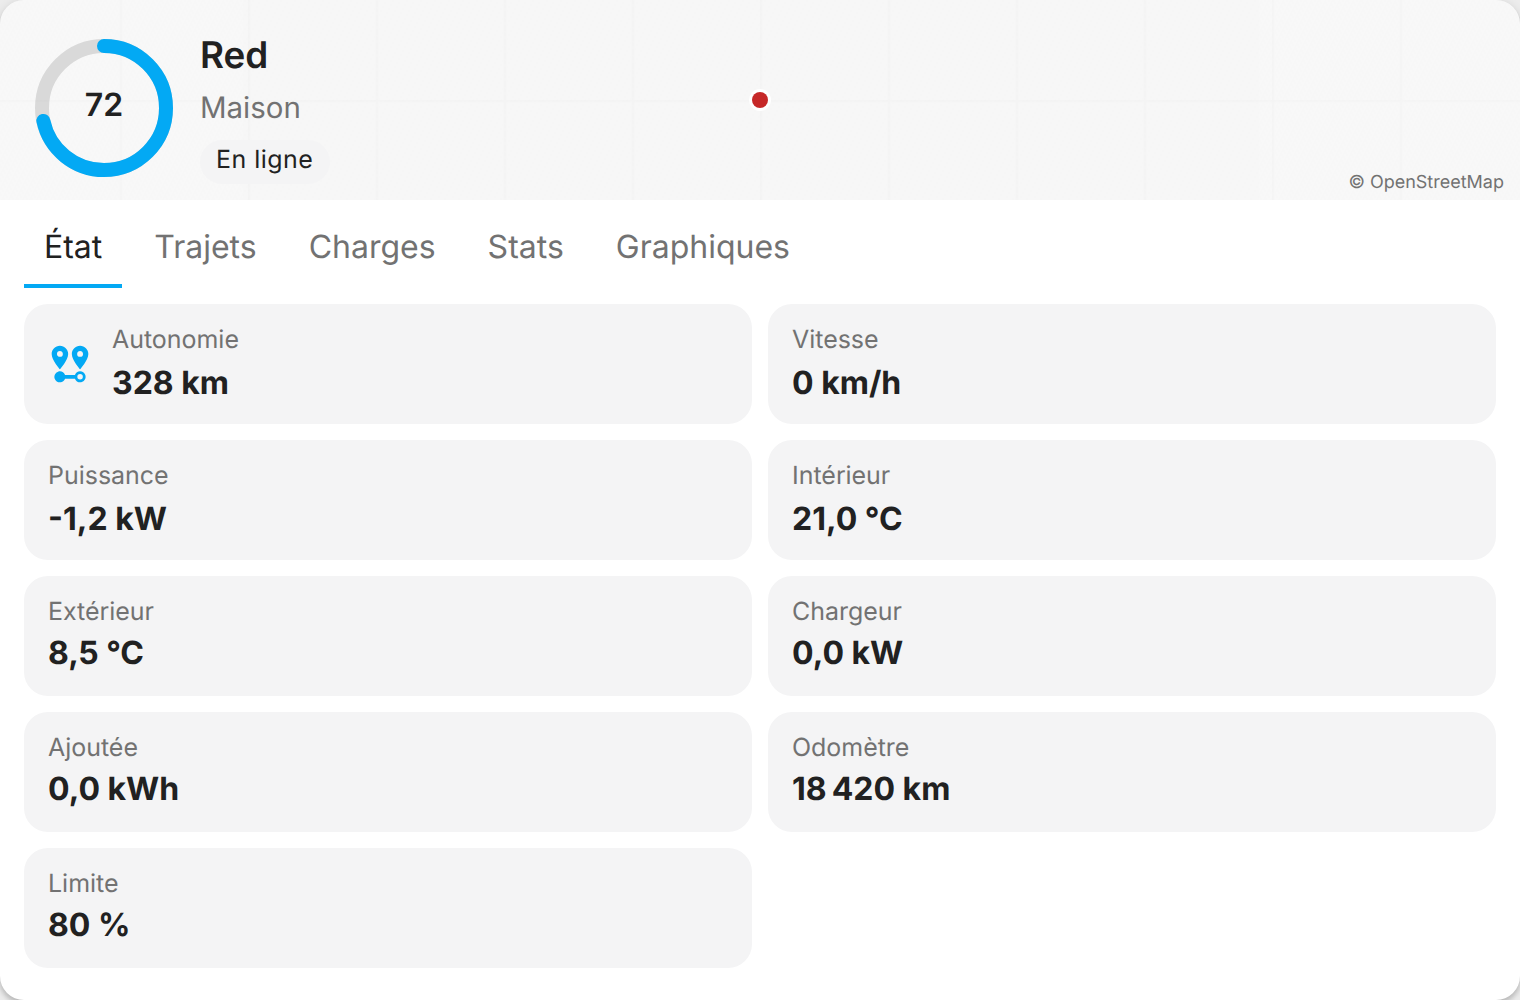 72
Red
Maison
En ligne
© OpenStreetMap
État
Trajets
Charges
Stats
Graphiques
Autonomie
328 km
Vitesse
0 km/h
Puissance
-1,2 kW
Intérieur
21,0 °C
Extérieur
8,5 °C
Chargeur
0,0 kW
Ajoutée
0,0 kWh
Odomètre
18 420 km
Limite
80 %